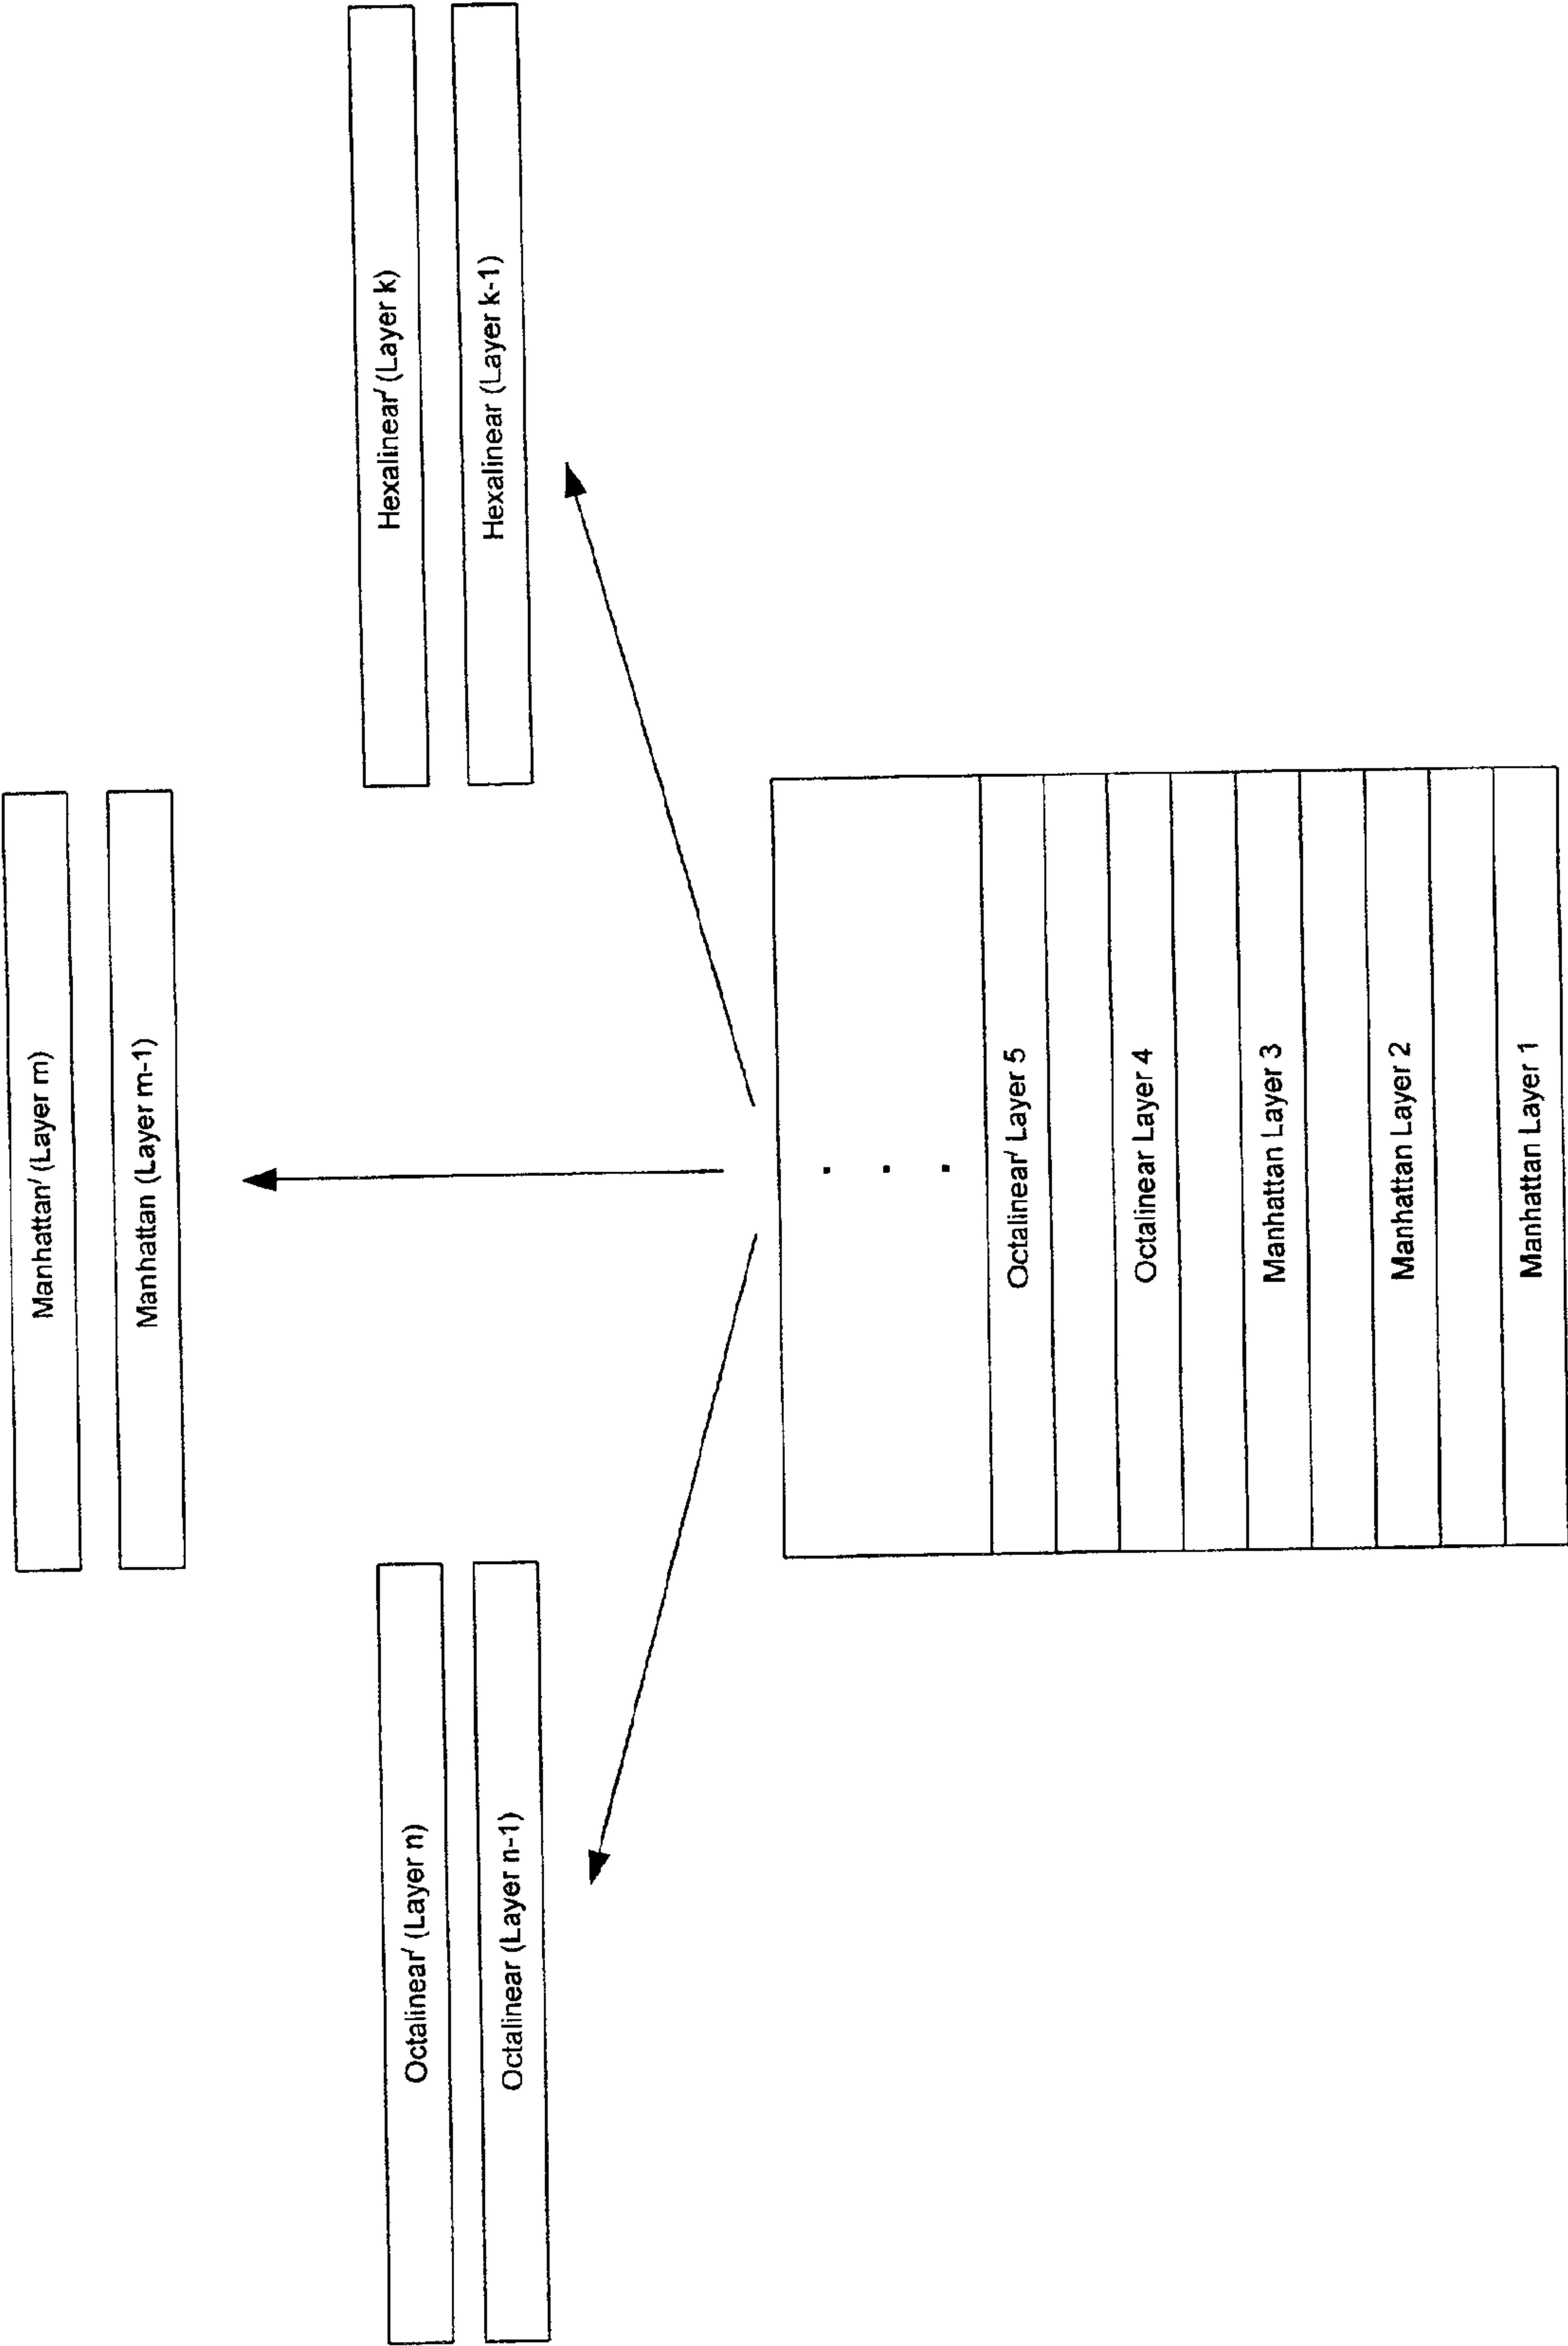 Manhattan′ (Layer m)
Manhattan (Layer m-1)
Octalinear′ (Layer n)
Octalinear (Layer n-1)
Hexalinear′ (Layer k)
Hexalinear (Layer k-1)
Octalinear′ Layer 5
Octalinear Layer 4
Manhattan Layer 3
Manhattan Layer 2
Manhattan Layer 1